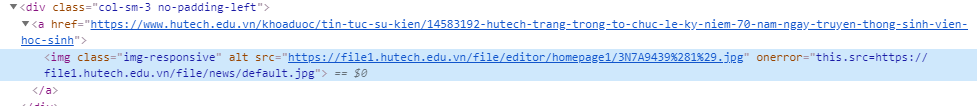 ▼<div class="col-sm-3 no-padding-left">
▼<a href="https://www.hutech.edu.vn/khoaduoc/tin-tuc-su-kien/14583192-hutech-trang-trong-to-chuc-le-ky-niem-70-nam-ngay-truyen-thong-sinh-vien-
hoc-sinh">
<img class="img-responsive" alt src="https://file1.hutech.edu.vn/file/editor/homepage1/3N7A9439%281%29.jpg" onerror="this.src=https://
file1.hutech.edu.vn/file/news/default.jpg"> == $0
</a>